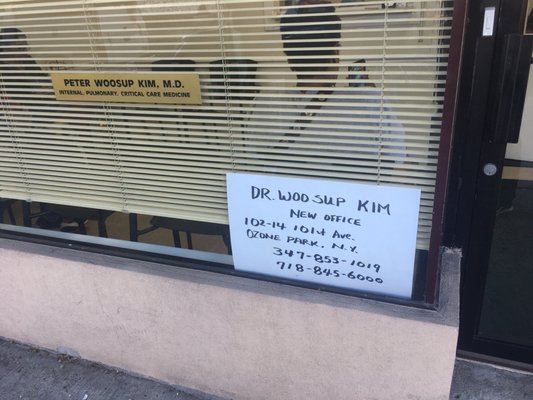 PETER WOOSUP KIM, M.D.
INTERNAL, PULMONARY, CRITICAL CARE MEDICINE
DR. WOOSUP KIM
NEW OFFICE
102-14 101st Ave.
OZONE PARK, N.Y.
347-853-1019
718-845-6000